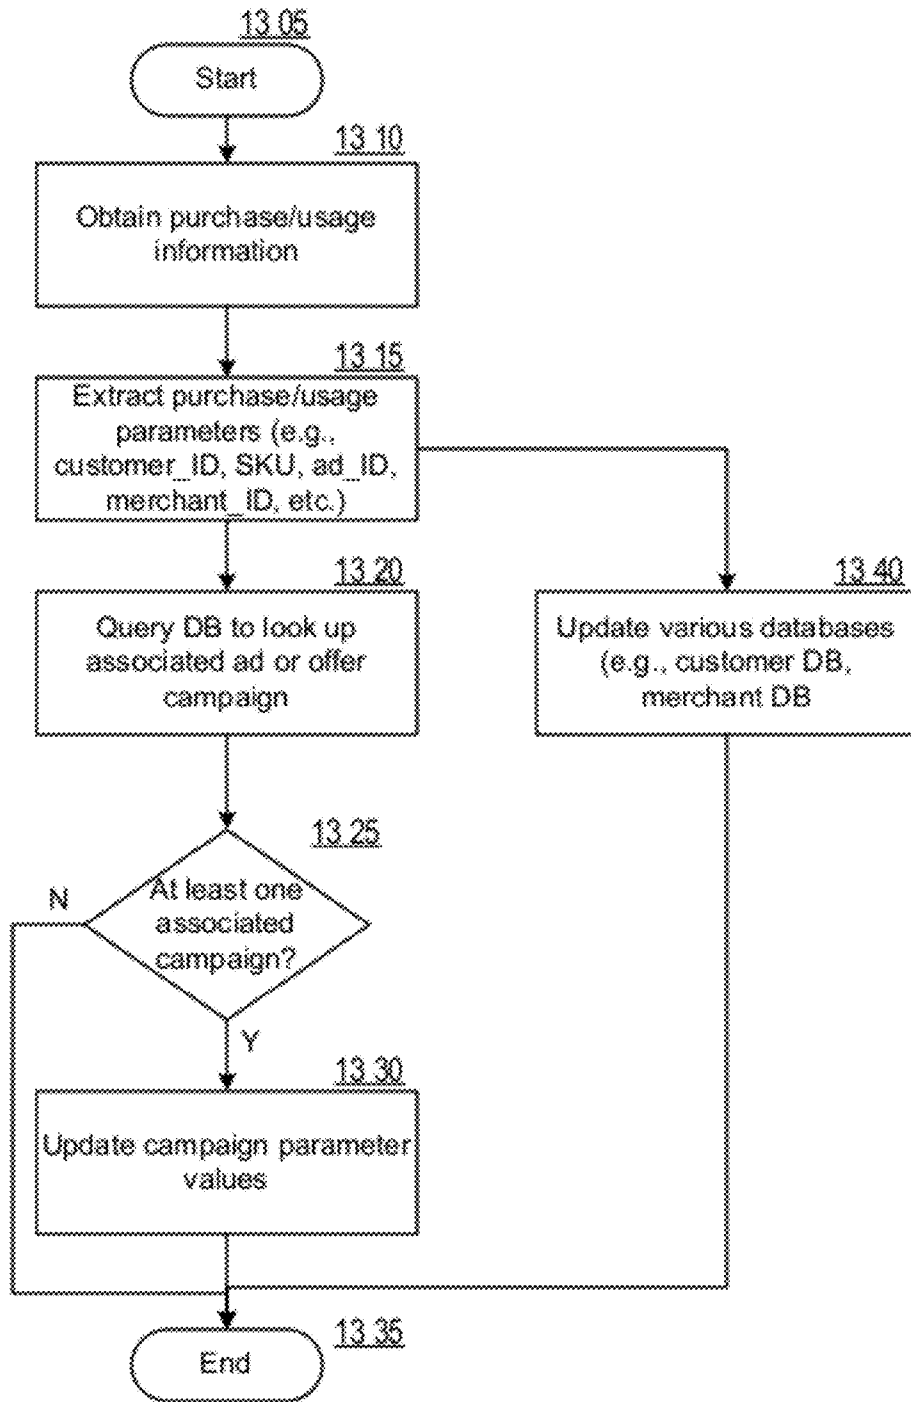 13.05
Start
13.10
Obtain purchase/usage
information
13.15
Extract purchase/usage
parameters (e.g.,
customer_ID, SKU, ad_ID,
merchant_ID, etc.)
13.20
Query DB to look up
associated ad or offer
campaign
13.40
Update various databases
(e.g., customer DB,
merchant DB
13.25
At least one
associated
campaign?
N
Y
13.30
Update campaign parameter
values
13.35
End